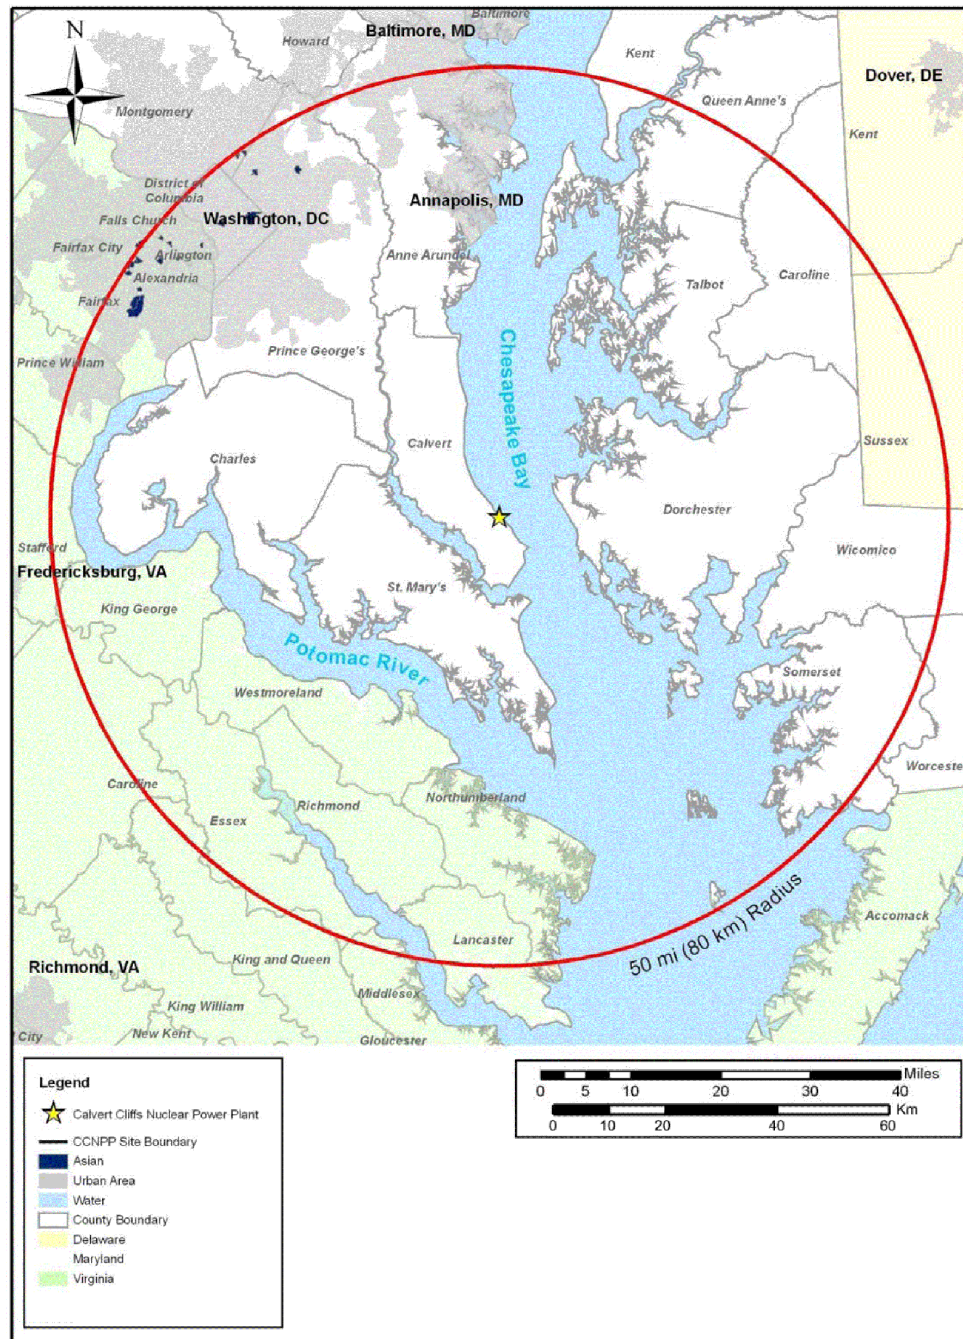 Baltimore
Baltimore, MD
N
Howard
Kent
Dover, DE
Queen Anne's
Montgomery
Kent
District of
Columbia
Annapolis, MD
Falls Church
Washington, DC
Fairfax City
Arlington
Anne Arundel
Caroline
Alexandria
Talbot
Fairfax
Prince George's
Prince William
Chesapeake Bay
Calvert
Sussex
Charles
Dorchester
Stafford
Wicomico
Fredericksburg, VA
St. Mary's
King George
Potomac River
Somerset
Westmoreland
Worceste
Caroline
Northumberland
Richmond
Essex
50 mi (80 km) Radius
Accomack
Lancaster
King and Queen
Richmond, VA
Middlesex
King William
New Kent
City
Gloucester
Legend
Calvert Cliffs Nuclear Power Plant
CCNPP Site Boundary
Asian
Urban Area
Water
County Boundary
Delaware
Maryland
Virginia
Miles
0 5 10 20 30 40
Km
0 10 20 40 60